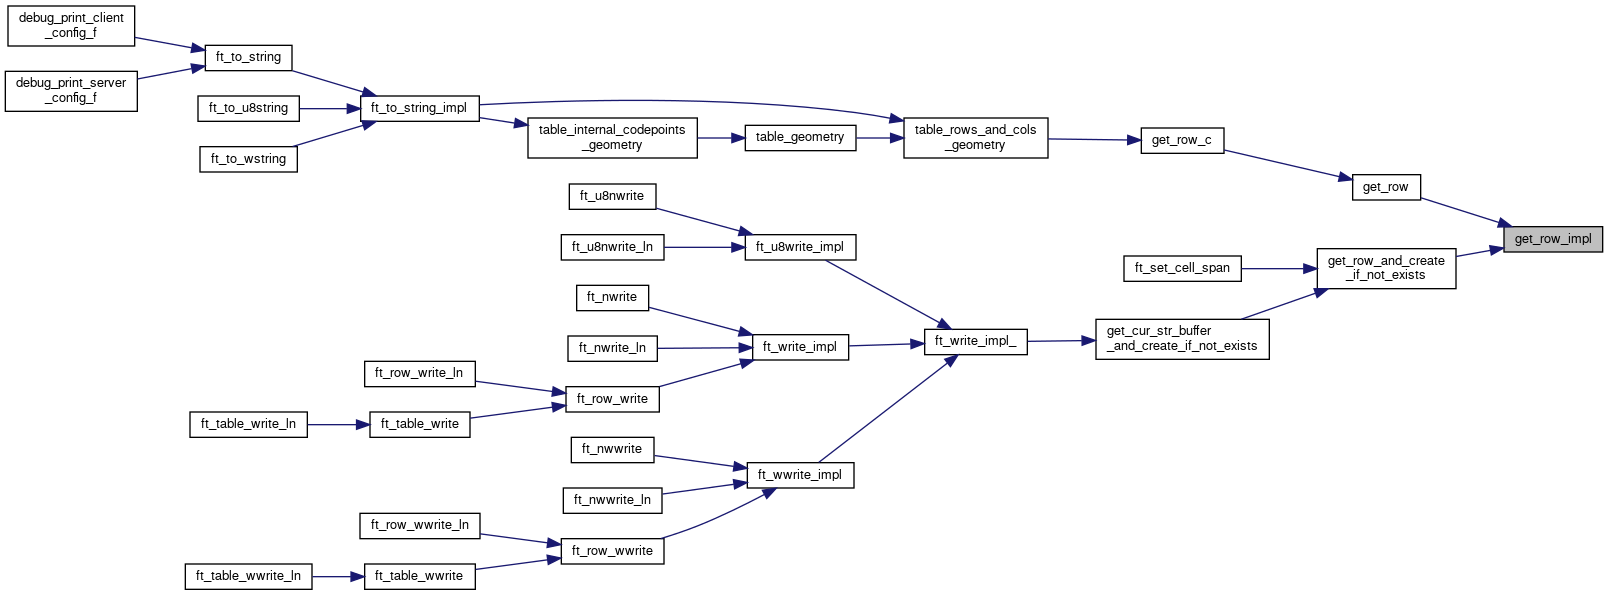 debug_print_client
_config_f
ft_to_string
debug_print_server
_config_f
ft_to_u8string
ft_to_string_impl
ft_to_wstring
table_internal_codepoints
_geometry
table_geometry
table_rows_and_cols
_geometry
get_row_c
get_row
get_row_impl
ft_u8nwrite
ft_u8nwrite_ln
ft_u8write_impl
ft_set_cell_span
get_row_and_create
_if_not_exists
ft_nwrite
ft_nwrite_ln
ft_write_impl
ft_write_impl_
get_cur_str_buffer
_and_create_if_not_exists
ft_row_write_ln
ft_row_write
ft_table_write_ln
ft_table_write
ft_nwwrite
ft_nwwrite_ln
ft_wwrite_impl
ft_row_wwrite_ln
ft_row_wwrite
ft_table_wwrite_ln
ft_table_wwrite